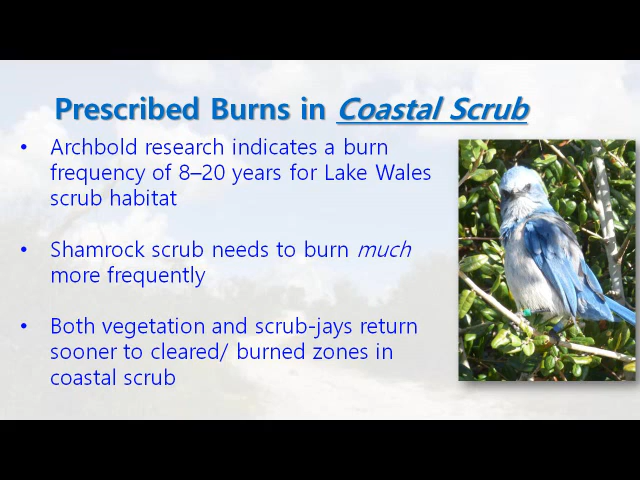 Prescribed Burns in Coastal Scrub
• Archbold research indicates a burn
frequency of 8–20 years for Lake Wales
scrub habitat
• Shamrock scrub needs to burn much
more frequently
• Both vegetation and scrub-jays return
sooner to cleared/ burned zones in
coastal scrub